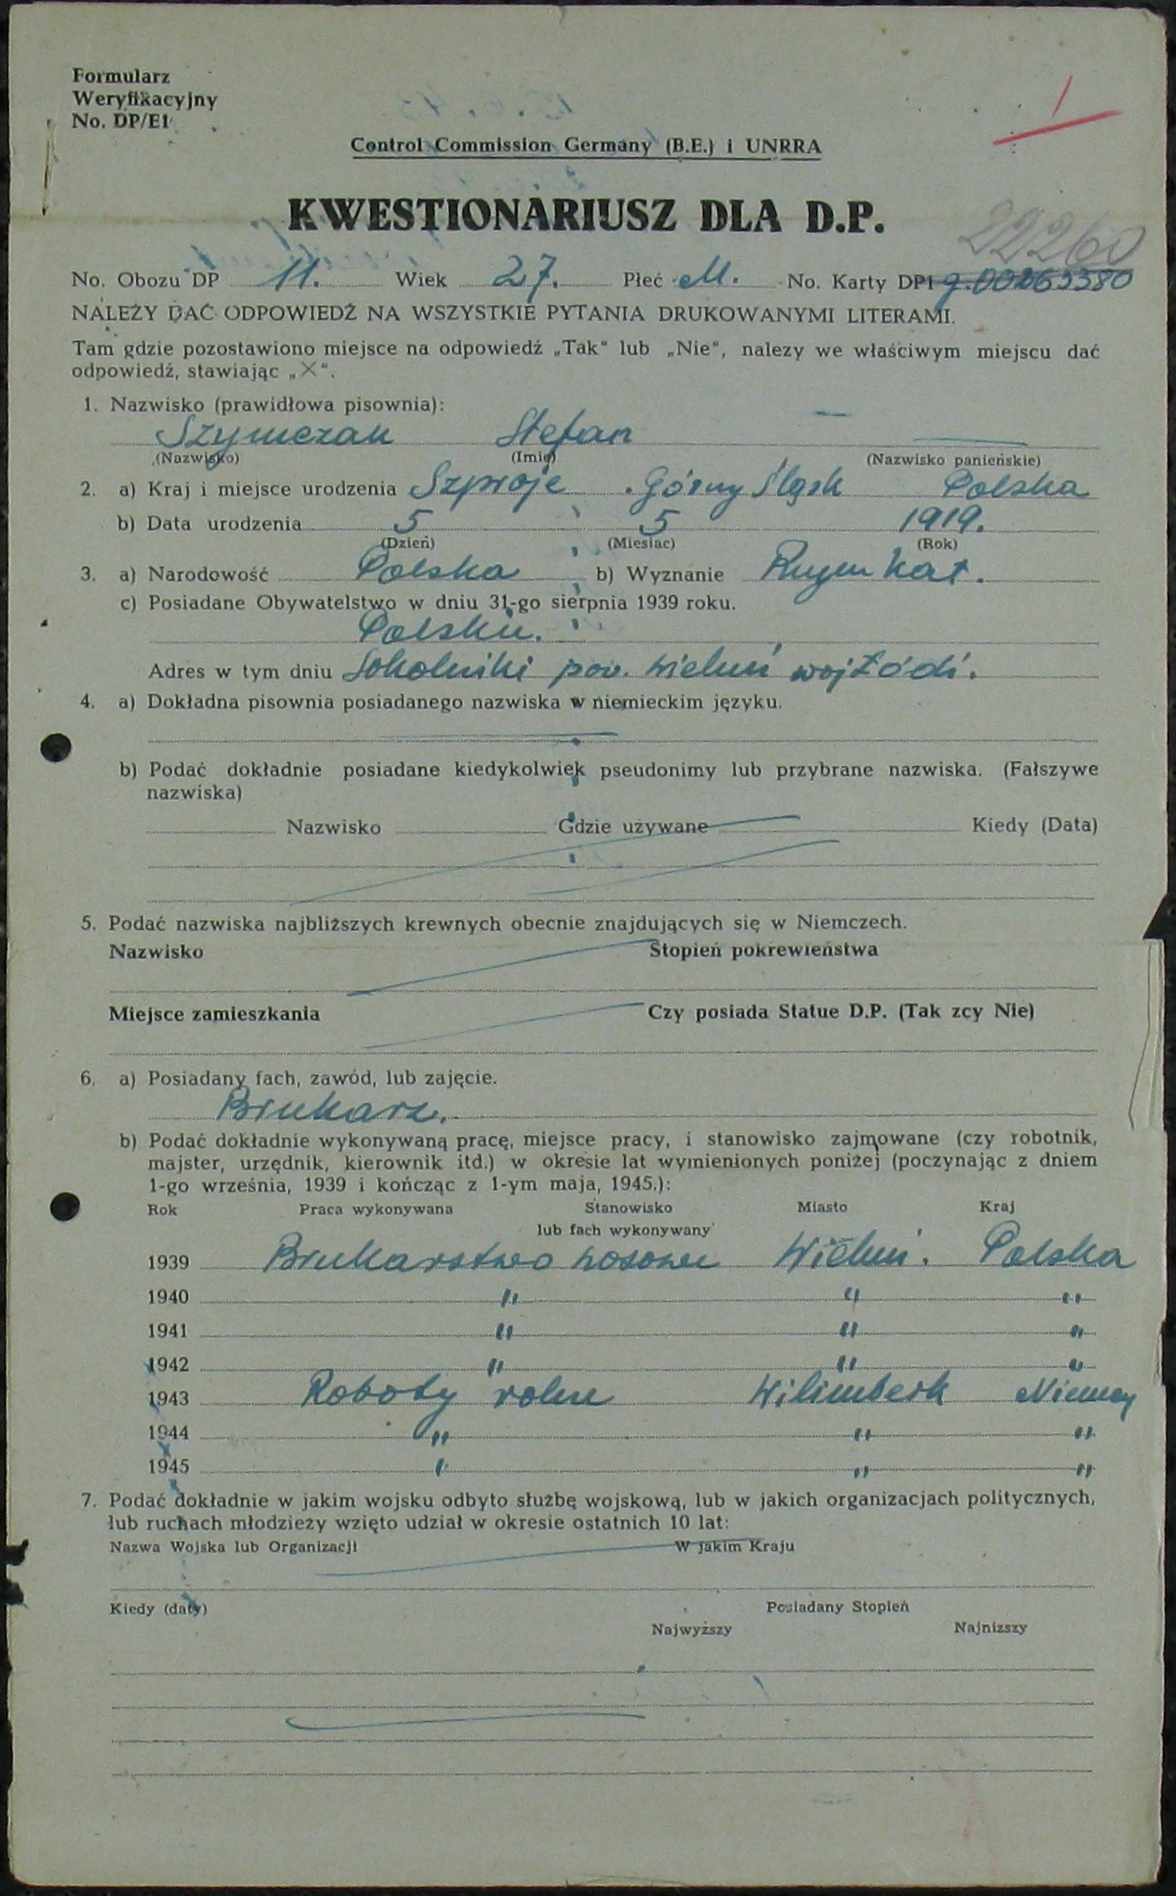 Formularz
Weryfikacyjny
No. DP/E1
1
Control Commission Germany (B.E.) i UNRRA
KWESTIONARIUSZ DLA D.P.
22260
No. Obozu DP 11. Wiek 27. Płeć M. No. Karty DP1 g.00263380
NALEŻY DAĆ ODPOWIEDŹ NA WSZYSTKIE PYTANIA DRUKOWANYMI LITERAMI.
Tam gdzie pozostawiono miejsce na odpowiedź „Tak“ lub „Nie“, nalezy we właściwym miejscu dać
odpowiedź, stawiając „×“.
1. Nazwisko (prawidłowa pisownia):
Szymczak Stefan —
(Nazwisko) (Imię) (Nazwisko panieńskie)
2. a) Kraj i miejsce urodzenia Szproje Górny Śląsk Polska
b) Data urodzenia 5 5 1919.
(Dzień) (Miesiac) (Rok)
3. a) Narodowość Polska b) Wyznanie Rzym Kat.
c) Posiadane Obywatelstwo w dniu 31-go sierpnia 1939 roku.
Polskie.
Adres w tym dniu Sokolniki pow. Wieluń woj Łódź.
4. a) Dokładna pisownia posiadanego nazwiska w niemieckim języku.
b) Podać dokładnie posiadane kiedykolwiek pseudonimy lub przybrane nazwiska. (Fałszywe
nazwiska)
Nazwisko Gdzie używane Kiedy (Data)
5. Podać nazwiska najbliższych krewnych obecnie znajdujących się w Niemczech.
Nazwisko Stopień pokrewieństwa
Miejsce zamieszkania Czy posiada Statue D.P. (Tak zcy Nie)
6. a) Posiadany fach, zawód, lub zajęcie.
Brukarz.
b) Podać dokładnie wykonywaną pracę, miejsce pracy, i stanowisko zajmowane (czy robotnik,
majster, urzędnik, kierownik itd.) w okresie lat wymienionych poniżej (poczynając z dniem
1-go września, 1939 i kończąc z 1-ym maja, 1945.):
Rok Praca wykonywana Stanowisko Miasto Kraj
lub fach wykonywany
1939 Brukarstwo Wieluń. Polska
1940 " " "
1941 " " "
1942 " " "
1943 Roboty rolne Wilimberk Niemcy
1944 " " "
1945 " " "
7. Podać dokładnie w jakim wojsku odbyto służbę wojskową, lub w jakich organizacjach politycznych,
lub ruchach młodzieży wzięto udział w okresie ostatnich 10 lat:
Nazwa Wojska lub Organizacji W jakim Kraju
Kiedy (daty) Posiadany Stopień
Najwyższy Najnizszy